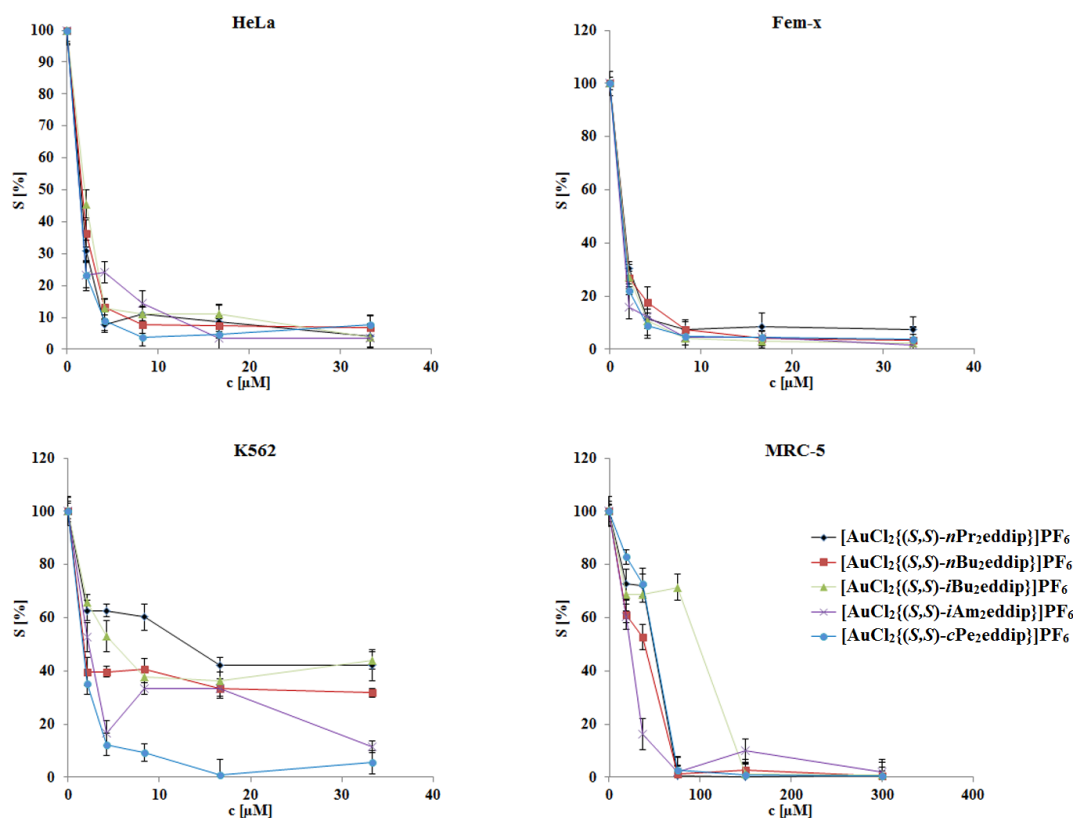 HeLa
100
90
80
70
60
50
40
30
20
10
0
S [%]
0 10 20 30 40
c [µM]
Fem-x
120
100
80
60
40
20
0
S [%]
0 10 20 30 40
c [µM]
K562
120
100
80
60
40
20
0
S [%]
0 10 20 30 40
c [µM]
MRC-5
120
100
80
60
40
20
0
S [%]
0 100 200 300 400
c [µM]
[AuCl₂{(S,S)-nPr₂eddip}]PF₆
[AuCl₂{(S,S)-nBu₂eddip}]PF₆
[AuCl₂{(S,S)-iBu₂eddip}]PF₆
[AuCl₂{(S,S)-iAm₂eddip}]PF₆
[AuCl₂{(S,S)-cPe₂eddip}]PF₆